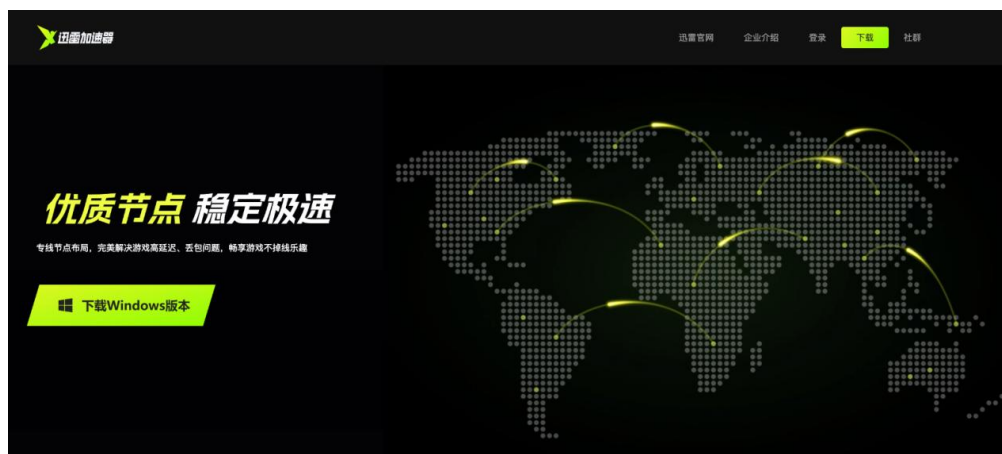 迅雷加速器
迅雷官网 企业介绍 登录 下载 社群
优质节点 稳定极速
专线节点布局，完美解决游戏高延迟、丢包问题，畅享游戏不掉线乐趣
下载Windows版本